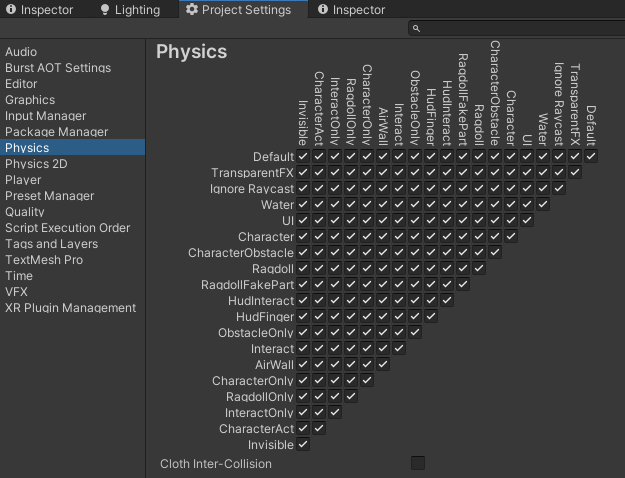 Inspector
Lighting
Project Settings
Inspector
Audio
Burst AOT Settings
Editor
Graphics
Input Manager
Package Manager
Physics
Physics 2D
Player
Preset Manager
Quality
Script Execution Order
Tags and Layers
TextMesh Pro
Time
VFX
XR Plugin Management
Physics
Invisible
CharacterAct
InteractOnly
RagdollOnly
CharacterOnly
AirWall
Interact
ObstacleOnly
HudFinger
HudInteract
RagdollFakePart
Ragdoll
CharacterObstacle
Character
UI
Water
Ignore Raycast
TransparentFX
Default
Default
TransparentFX
Ignore Raycast
Water
UI
Character
CharacterObstacle
Ragdoll
RagdollFakePart
HudInteract
HudFinger
ObstacleOnly
Interact
AirWall
CharacterOnly
RagdollOnly
InteractOnly
CharacterAct
Invisible
Cloth Inter-Collision